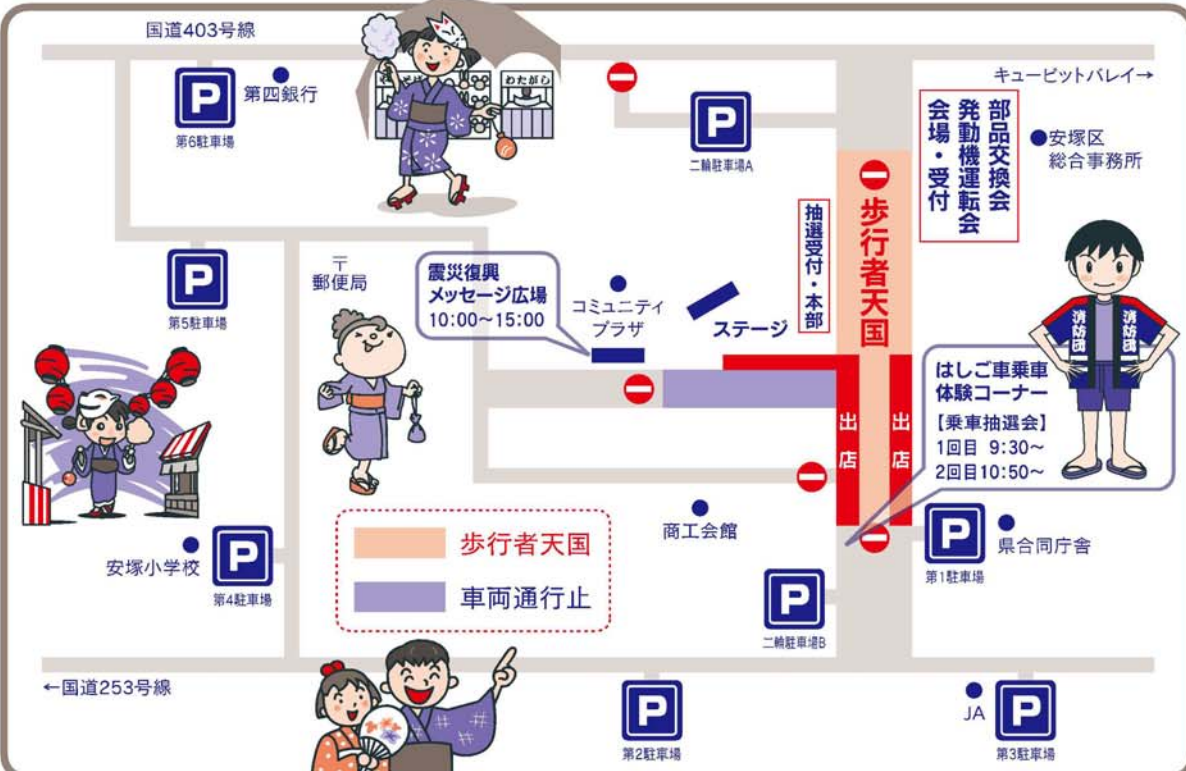 国道403号線
P
第6駐車場
第四銀行
わたがし
キューピットバレイ→
P
二輪駐車場A
部品交換会
発動機運転会
会場・受付
安塚区
総合事務所
抽選受付・本部
歩行者天国
〒
郵便局
P
第5駐車場
震災復興
メッセージ広場
10:00〜15:00
コミュニティ
プラザ
ステージ
消防団
消防団
はしご車乗車
体験コーナー
【乗車抽選会】
1回目 9:30〜
2回目10:50〜
出店
出店
商工会館
歩行者天国
車両通行止
安塚小学校
P
第4駐車場
P
第1駐車場
県合同庁舎
P
二輪駐車場B
←国道253号線
P
第2駐車場
JA
P
第3駐車場